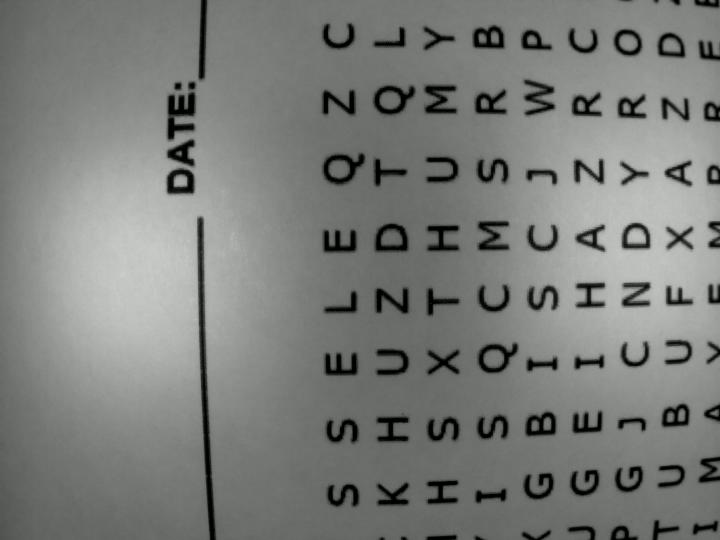 DATE:
S S E L E Q Z C
K H U Z D T Q L
H S X T H U M Y
I S Q C M S R B
G B I S C J W P
G E I H A Z R C
P G J C N D Y R O
T U B U F X A Z D